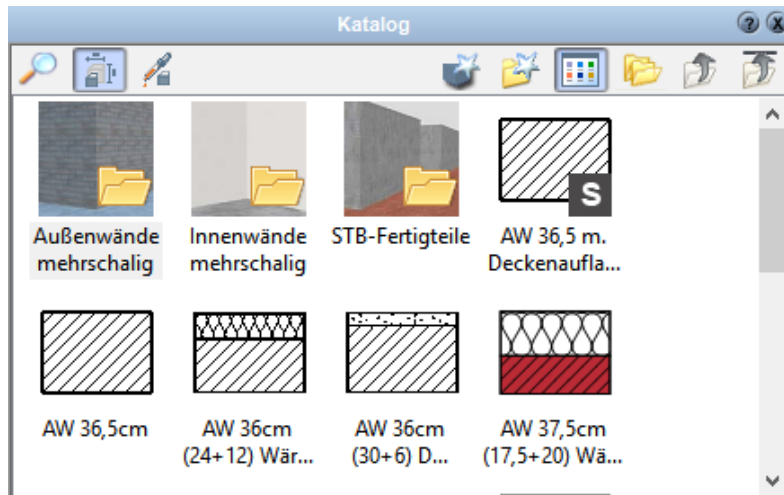 Katalog
S
Außenwände
mehrschalig
Innenwände
mehrschalig
STB-Fertigteile
AW 36,5 m.
Deckenaufla...
AW 36,5cm
AW 36cm
(24+12) Wär...
AW 36cm
(30+6) D...
AW 37,5cm
(17,5+20) Wä...